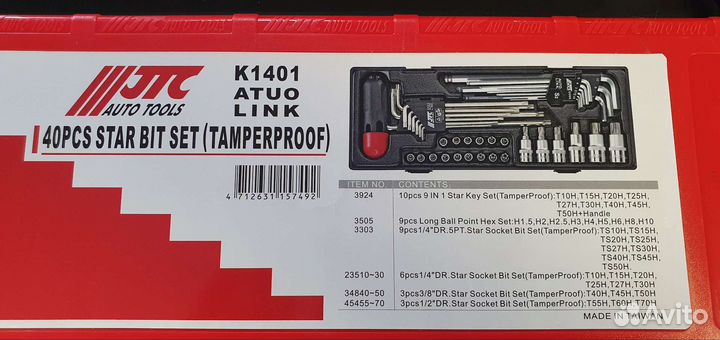 JTC
AUTO TOOLS
K1401
ATUO
LINK
40PCS STAR BIT SET (TAMPERPROOF)
4 712631 157492
JTC
ITEM NO CONTENTS
3924 10pcs 9 IN 1 Star Key Set(TamperProof):T10H,T15H,T20H,T25H,
T27H,T30H,T40H,T45H,
T50H+Handle
3505 9pcs Long Ball Point Hex Set:H1.5,H2,H2.5,H3,H4,H5,H6,H8,H10
3303 9pcs1/4"DR.5PT.Star Socket Bit Set(TamperProof):TS10H,TS15H,
TS20H,TS25H,
TS27H,TS30H,
TS40H,TS45H,
TS50H,
23510~30 6pcs1/4"DR.Star Socket Bit Set(TamperProof):T10H,T15H,T20H,
T25H,T27H,T30H
34840~50 3pcs3/8"DR.Star Socket Bit Set(TamperProof):T40H,T45H,T50H
45455~70 3pcs1/2"DR.Star Socket Bit Set(TamperProof):T55H,T60H,T70H
MADE IN TAIWAN
Avito